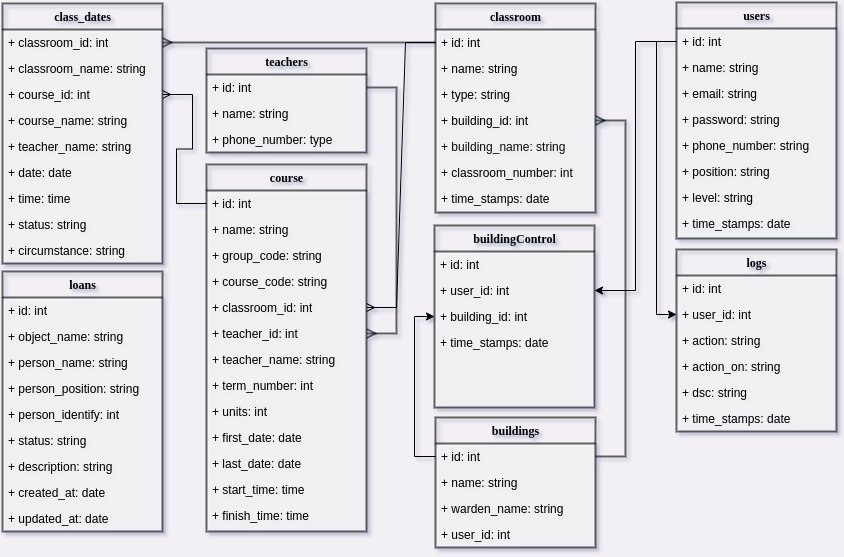 class_dates
+ classroom_id: int
+ classroom_name: string
+ course_id: int
+ course_name: string
+ teacher_name: string
+ date: date
+ time: time
+ status: string
+ circumstance: string
loans
+ id: int
+ object_name: string
+ person_name: string
+ person_position: string
+ person_identify: int
+ status: string
+ description: string
+ created_at: date
+ updated_at: date
teachers
+ id: int
+ name: string
+ phone_number: type
course
+ id: int
+ name: string
+ group_code: string
+ course_code: string
+ classroom_id: int
+ teacher_id: int
+ teacher_name: string
+ term_number: int
+ units: int
+ first_date: date
+ last_date: date
+ start_time: time
+ finish_time: time
classroom
+ id: int
+ name: string
+ type: string
+ building_id: int
+ building_name: string
+ classroom_number: int
+ time_stamps: date
buildingControl
+ id: int
+ user_id: int
+ building_id: int
+ time_stamps: date
buildings
+ id: int
+ name: string
+ warden_name: string
+ user_id: int
users
+ id: int
+ name: string
+ email: string
+ password: string
+ phone_number: string
+ position: string
+ level: string
+ time_stamps: date
logs
+ id: int
+ user_id: int
+ action: string
+ action_on: string
+ dsc: string
+ time_stamps: date